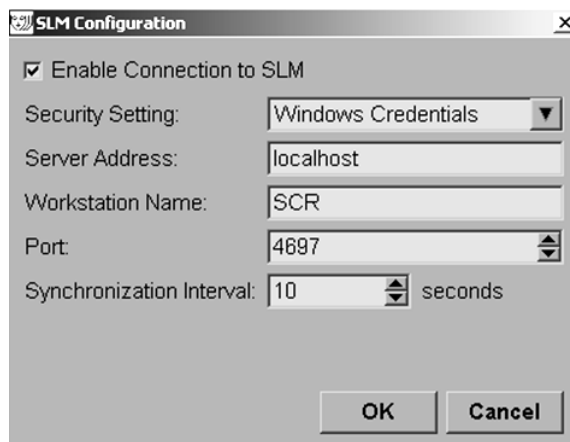 SLM Configuration
Enable Connection to SLM
Security Setting: Windows Credentials
Server Address: localhost
Workstation Name: SCR
Port: 4697
Synchronization Interval: 10 seconds
OK Cancel